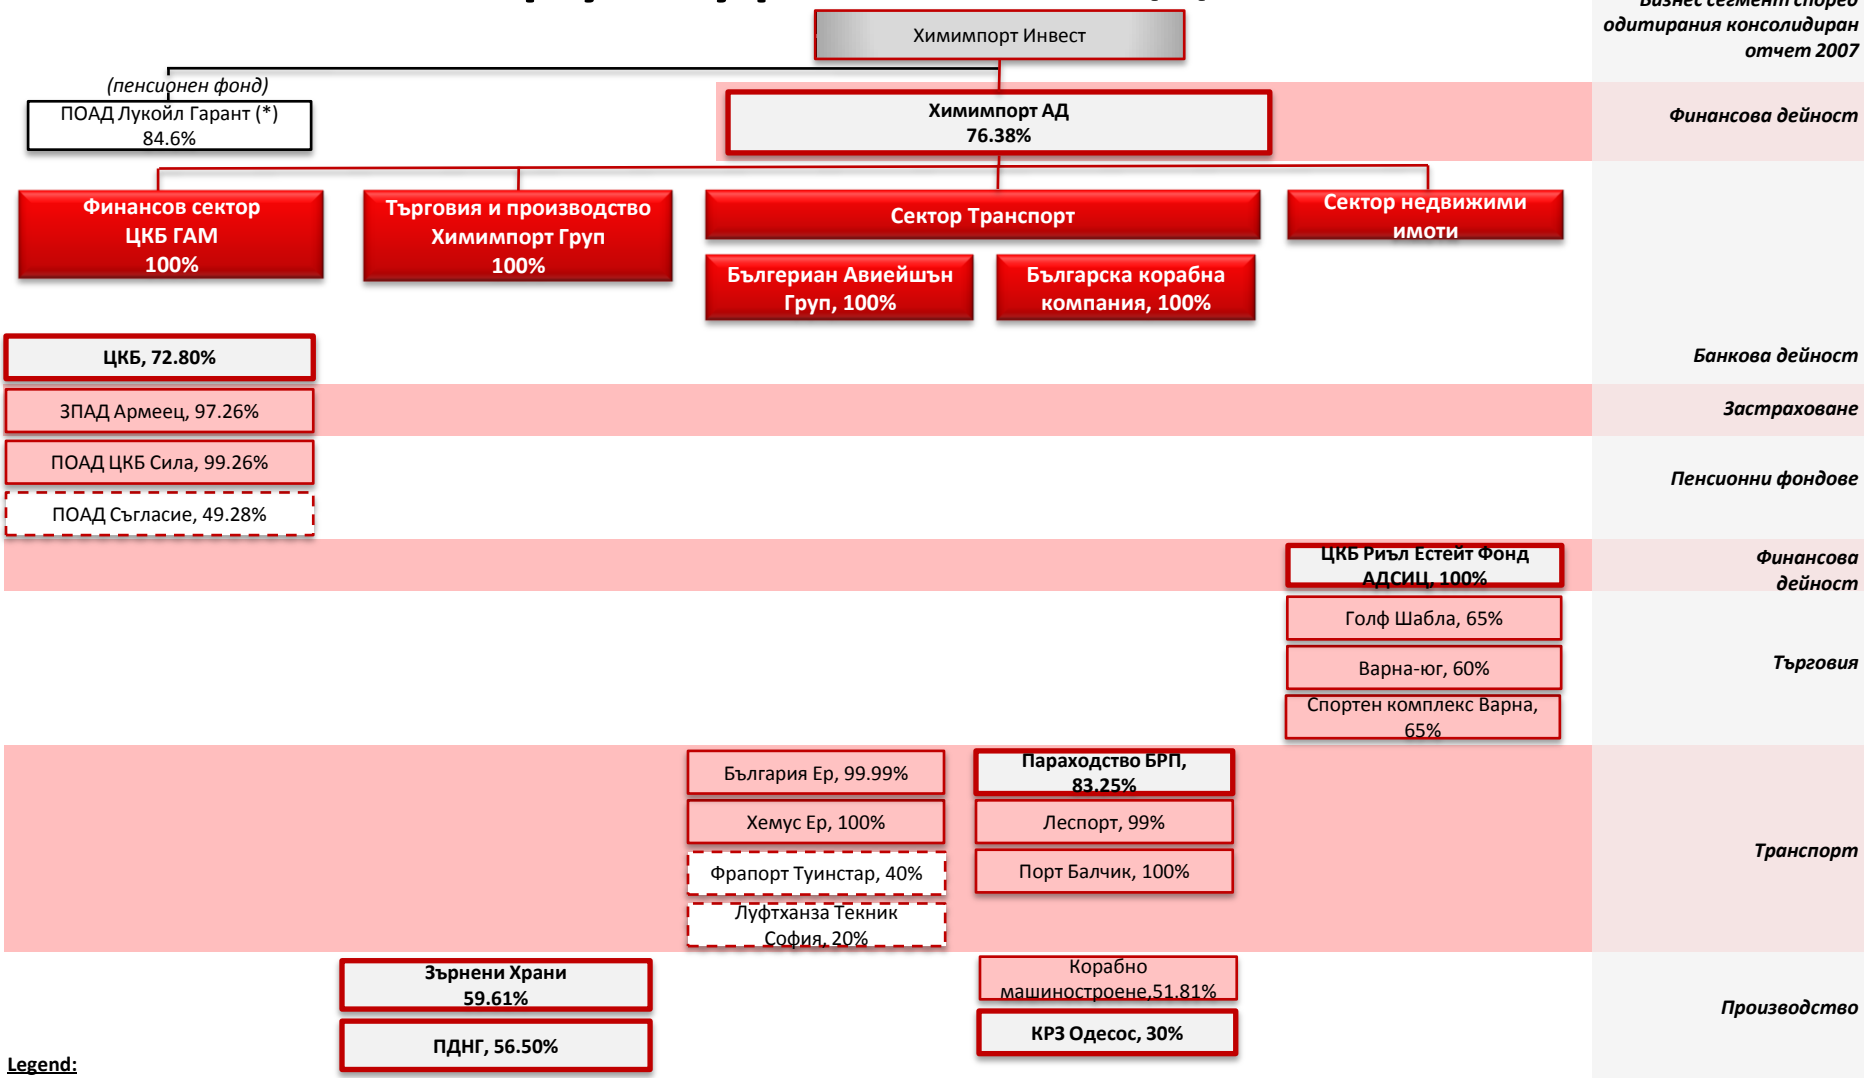 Бизнес сегмент според
одитирания консолидиран
отчет 2007
Химимпорт Инвест
(пенсионен фонд)
ПОАД Лукойл Гарант (*)
84.6%
Химимпорт АД
76.38%
Финансова дейност
Финансов сектор
ЦКБ ГАМ
100%
Търговия и производство
Химимпорт Груп
100%
Сектор Транспорт
Сектор недвижими
имоти
Бългериан Авиейшън
Груп, 100%
Българска корабна
компания, 100%
ЦКБ, 72.80%
Банкова дейност
ЗПАД Армеец, 97.26%
Застраховане
ПОАД ЦКБ Сила, 99.26%
Пенсионни фондове
ПОАД Съгласие, 49.28%
ЦКБ Риъл Естейт Фонд
АДСИЦ, 100%
Финансова
дейност
Голф Шабла, 65%
Варна-юг, 60%
Търговия
Спортен комплекс Варна,
65%
България Ер, 99.99%
Параходство БРП,
83.25%
Хемус Ер, 100%
Леспорт, 99%
Транспорт
Фрапорт Туинстар, 40%
Порт Балчик, 100%
Луфтханза Текник
София, 20%
Зърнени Храни
59.61%
Корабно
машиностроене,51.81%
Производство
ПДНГ, 56.50%
КРЗ Одесос, 30%
Legend: